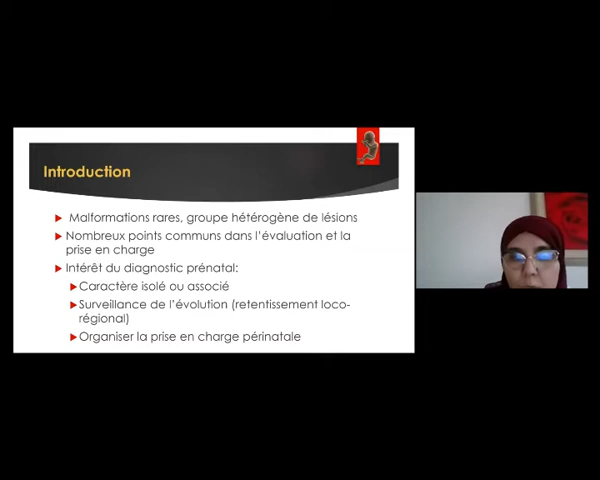 Introduction
Malformations rares, groupe hétérogène de lésions
Nombreux points communs dans l'évaluation et la
prise en charge
Intérêt du diagnostic prénatal:
Caractère isolé ou associé
Surveillance de l'évolution (retentissement loco-
régional)
Organiser la prise en charge périnatale